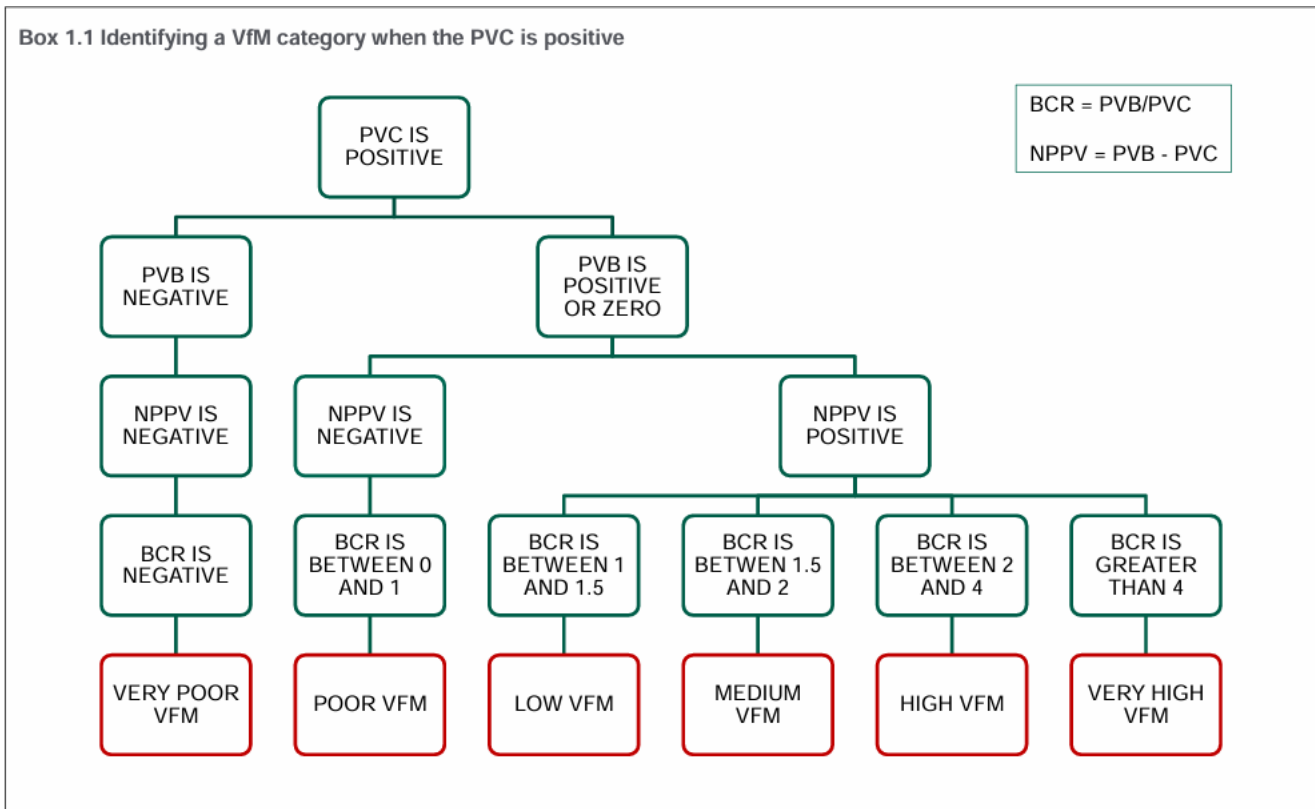 Box 1.1 Identifying a VfM category when the PVC is positive
BCR = PVB/PVC
NPPV = PVB - PVC
PVC IS
POSITIVE
PVB IS
NEGATIVE
PVB IS
POSITIVE
OR ZERO
NPPV IS
NEGATIVE
NPPV IS
NEGATIVE
NPPV IS
POSITIVE
BCR IS
NEGATIVE
BCR IS
BETWEEN 0
AND 1
BCR IS
BETWEEN 1
AND 1.5
BCR IS
BETWEN 1.5
AND 2
BCR IS
BETWEEN 2
AND 4
BCR IS
GREATER
THAN 4
VERY POOR
VFM
POOR VFM
LOW VFM
MEDIUM
VFM
HIGH VFM
VERY HIGH
VFM